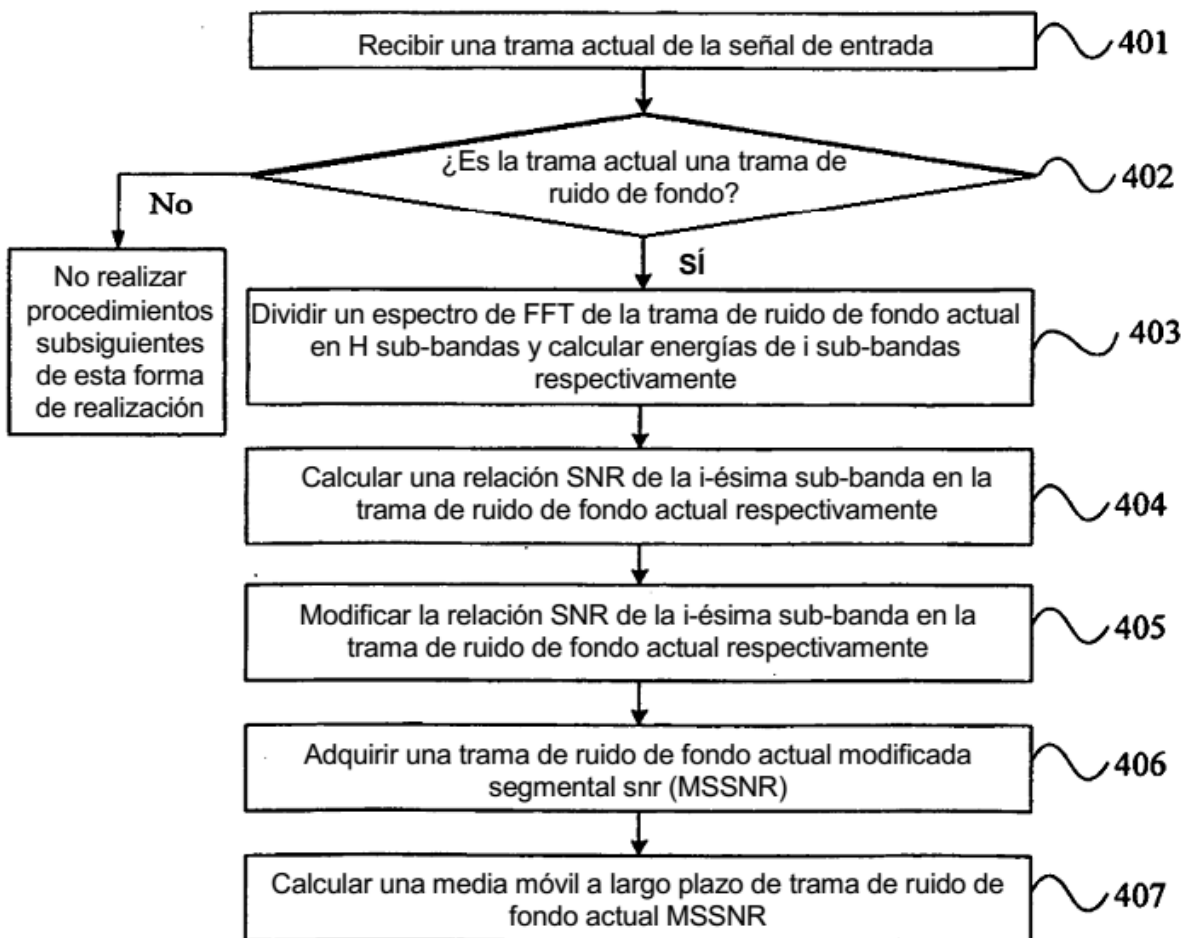 Recibir una trama actual de la señal de entrada
401
¿Es la trama actual una trama de
ruido de fondo?
402
No
SÍ
No realizar
procedimientos
subsiguientes
de esta forma
de realización
Dividir un espectro de FFT de la trama de ruido de fondo actual
en H sub-bandas y calcular energías de i sub-bandas
respectivamente
403
Calcular una relación SNR de la i-ésima sub-banda en la
trama de ruido de fondo actual respectivamente
404
Modificar la relación SNR de la i-ésima sub-banda en la
trama de ruido de fondo actual respectivamente
405
Adquirir una trama de ruido de fondo actual modificada
segmental snr (MSSNR)
406
Calcular una media móvil a largo plazo de trama de ruido de
fondo actual MSSNR
407